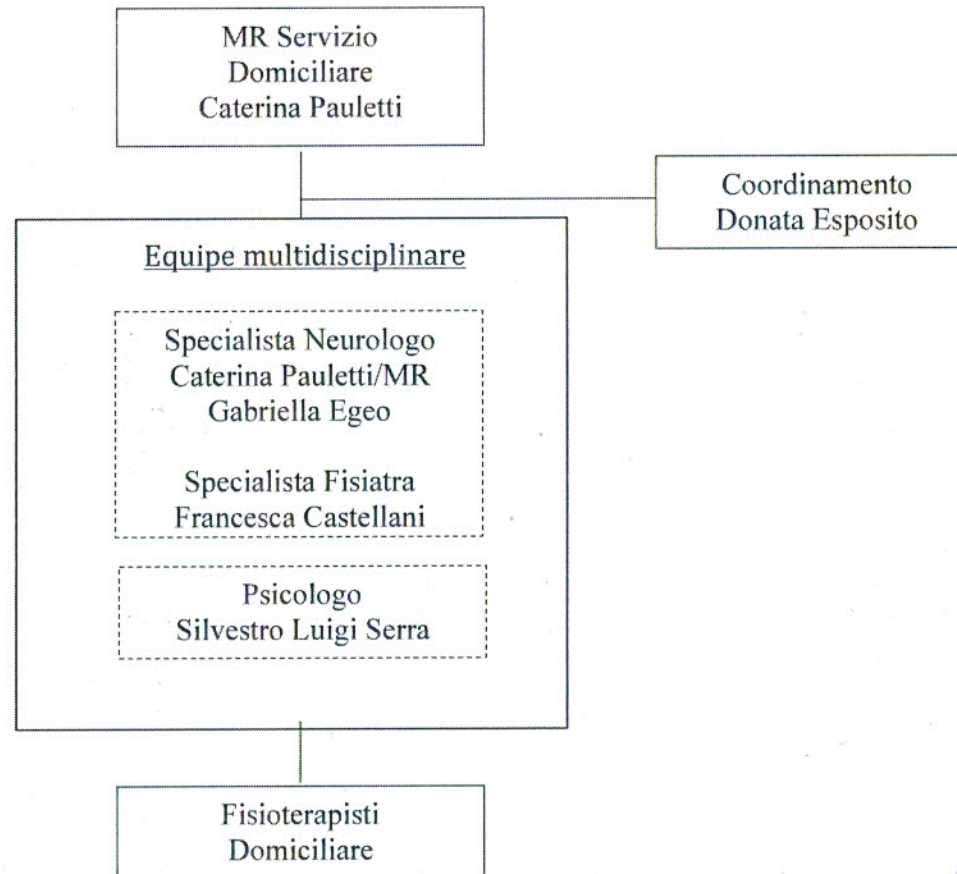 MR Servizio
Domiciliare
Caterina Pauletti
Coordinamento
Donata Esposito
Equipe multidisciplinare
Specialista Neurologo
Caterina Pauletti/MR
Gabriella Egeo
Specialista Fisiatra
Francesca Castellani
Psicologo
Silvestro Luigi Serra
Fisioterapisti
Domiciliare